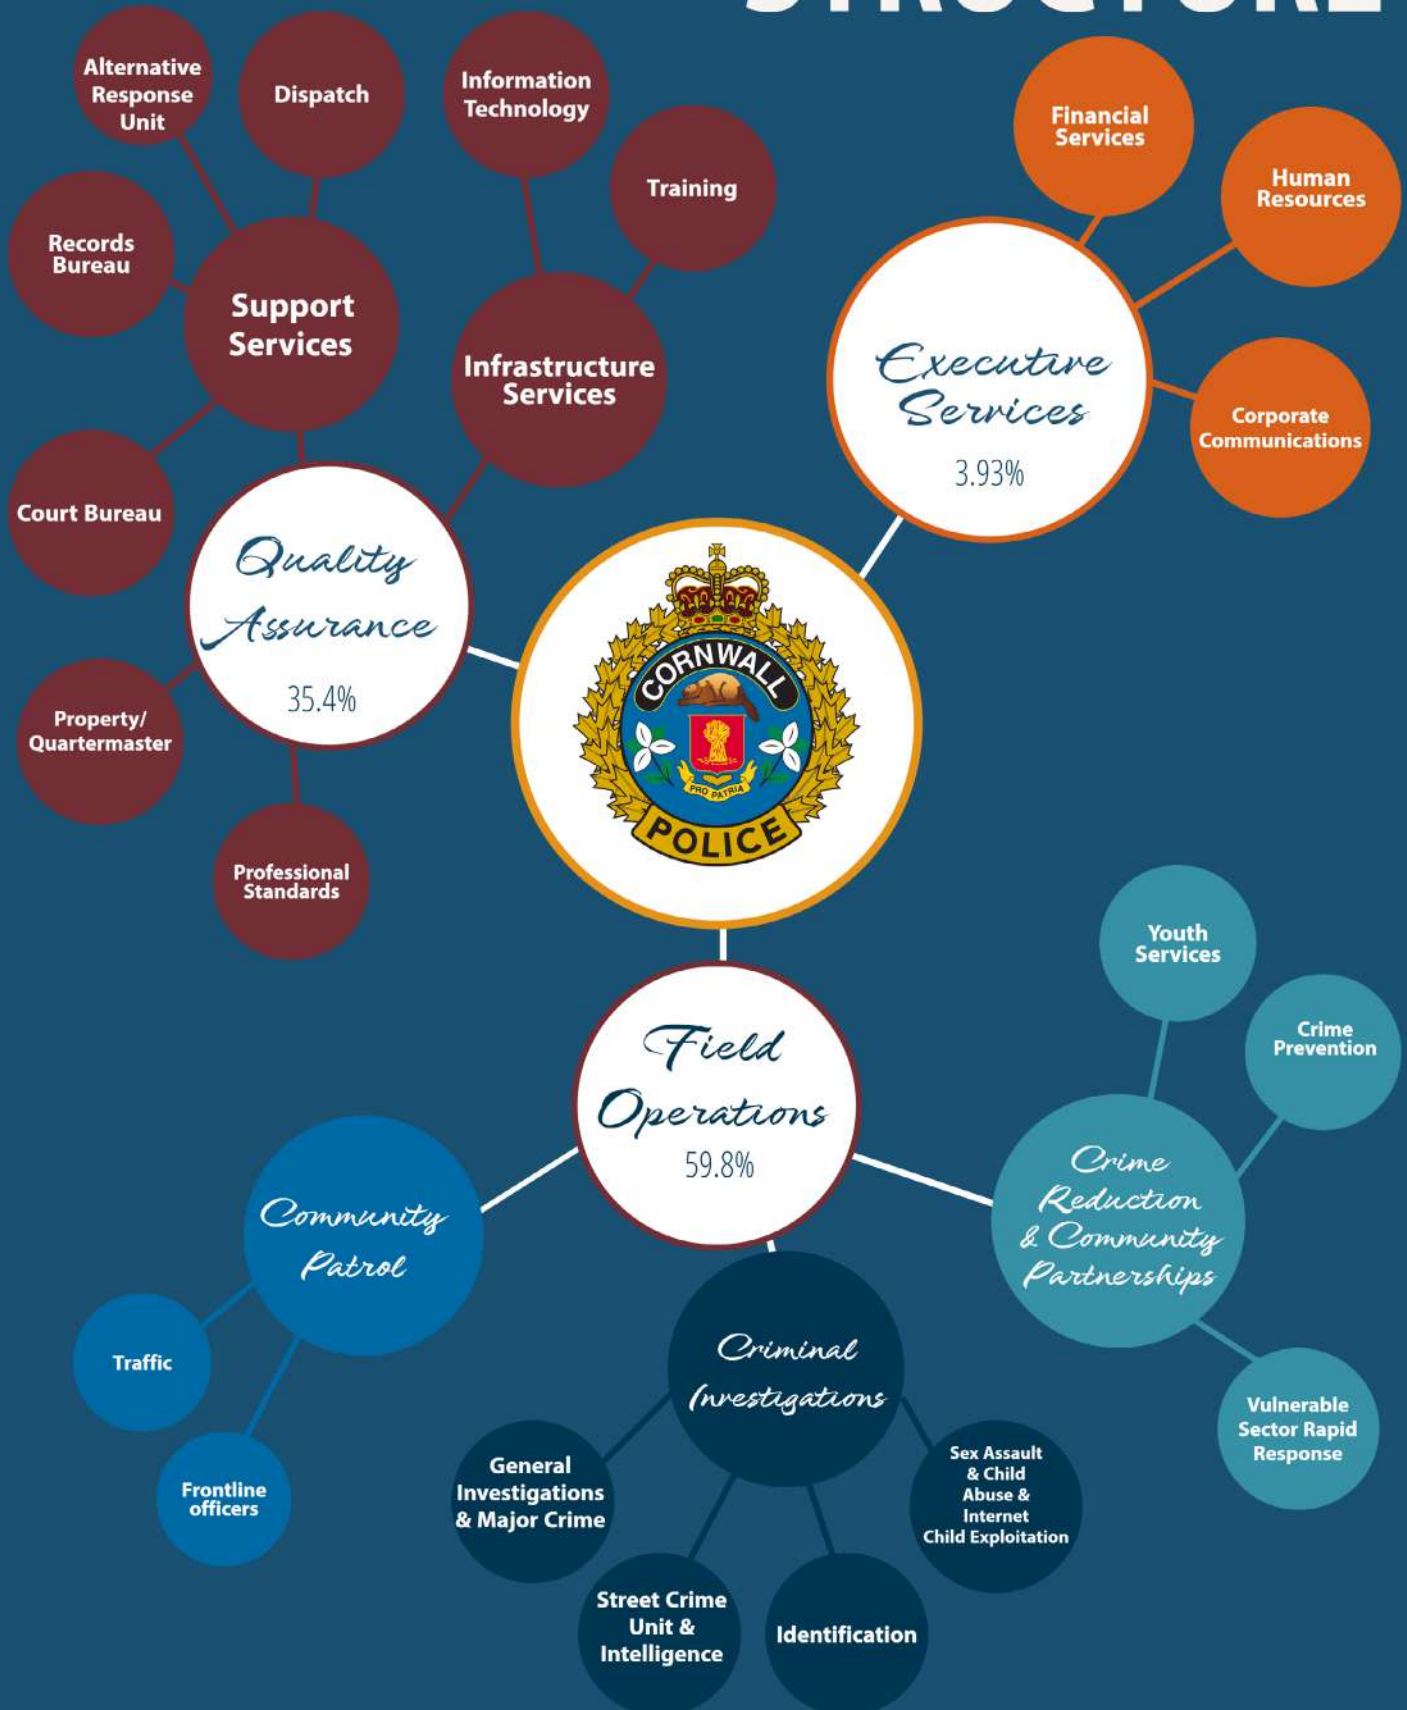 STRUCTURE
Alternative
Response
Unit
Dispatch
Information
Technology
Training
Records
Bureau
Support
Services
Infrastructure
Services
Court Bureau
Quality
Assurance
35.4%
Property/
Quartermaster
Professional
Standards
Financial
Services
Human
Resources
Executive
Services
3.93%
Corporate
Communications
CORNWALL
PRO PATRIA
POLICE
Field
Operations
59.8%
Youth
Services
Crime
Prevention
Crime
Reduction
& Community
Partnerships
Vulnerable
Sector Rapid
Response
Community
Patrol
Traffic
Frontline
officers
Criminal
Investigations
General
Investigations
& Major Crime
Street Crime
Unit &
Intelligence
Identification
Sex Assault
& Child
Abuse &
Internet
Child Exploitation